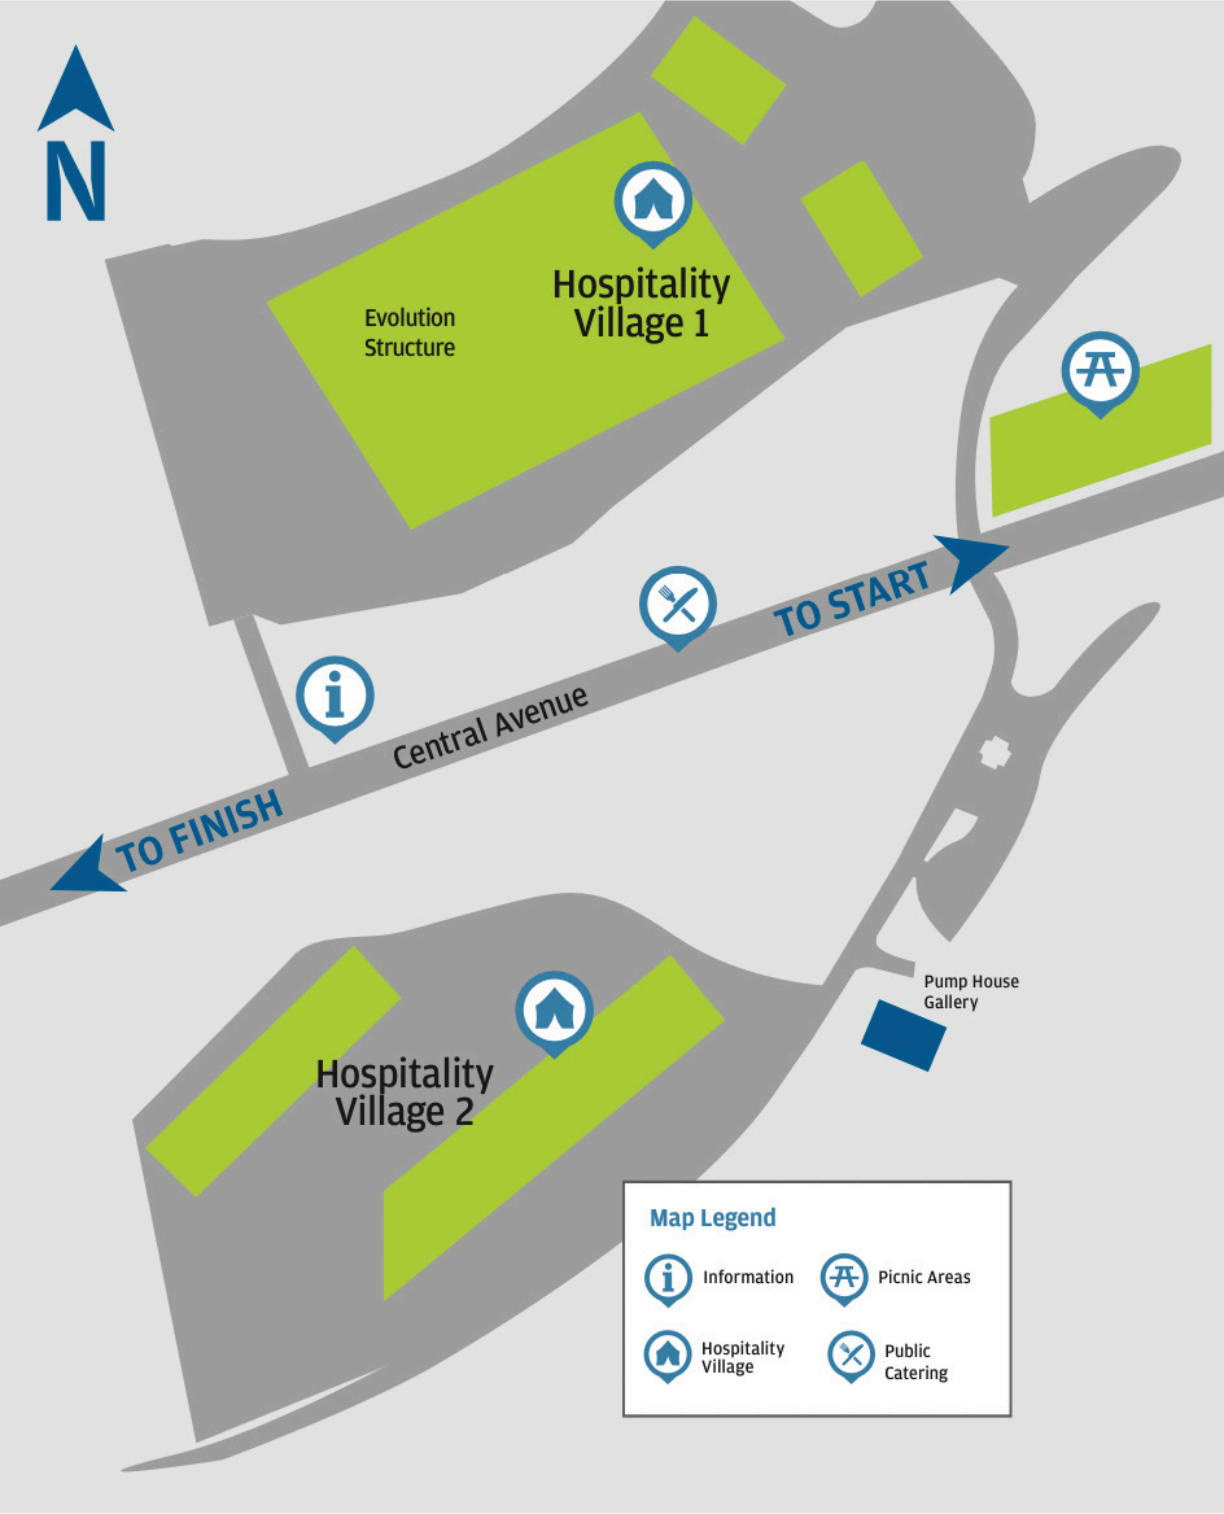 N
Hospitality
Village 1
Evolution
Structure
TO START
Central Avenue
TO FINISH
Pump House
Gallery
Hospitality
Village 2
Map Legend
Information
Picnic Areas
Hospitality
Village
Public
Catering